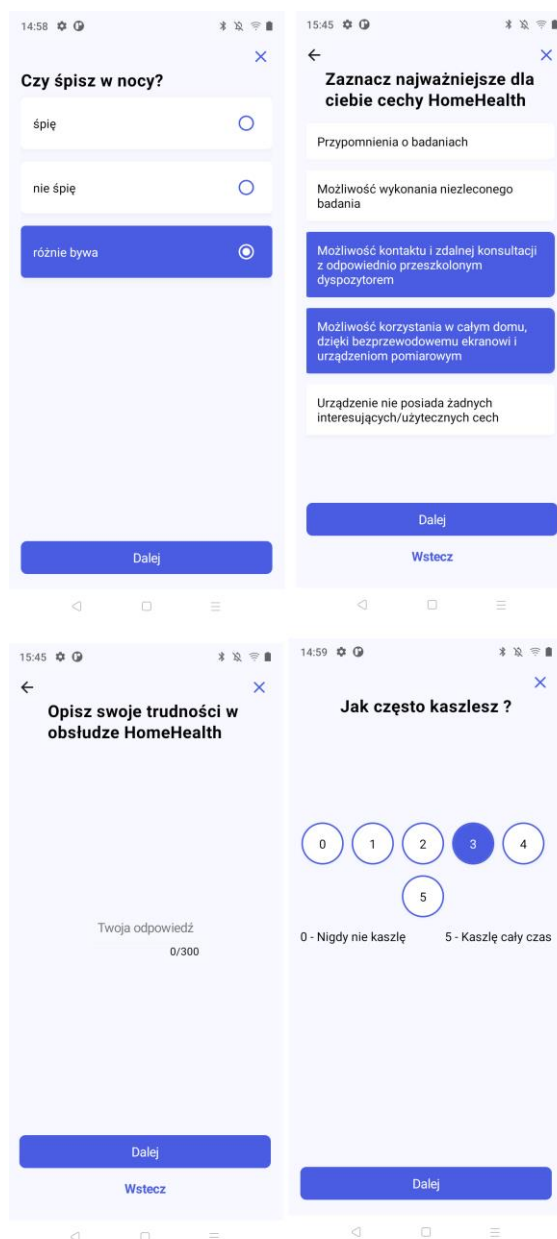 14:58
Czy śpisz w nocy?
śpię
nie śpię
różnie bywa
Dalej
15:45
Zaznacz najważniejsze dla
ciebie cechy HomeHealth
Przypomnienia o badaniach
Możliwość wykonania niezleconego
badania
Możliwość kontaktu i zdalnej konsultacji
z odpowiednio przeszkolonym
dyspozytorem
Możliwość korzystania w całym domu,
dzięki bezprzewodowemu ekranowi i
urządzeniom pomiarowym
Urządzenie nie posiada żadnych
interesujących/użytecznych cech
Dalej
Wstecz
15:45
Opisz swoje trudności w
obsłudze HomeHealth
Twoja odpowiedź
0/300
Dalej
Wstecz
14:59
Jak często kaszlesz ?
0 1 2 3 4
5
0 - Nigdy nie kaszlę 5 - Kaszlę cały czas
Dalej